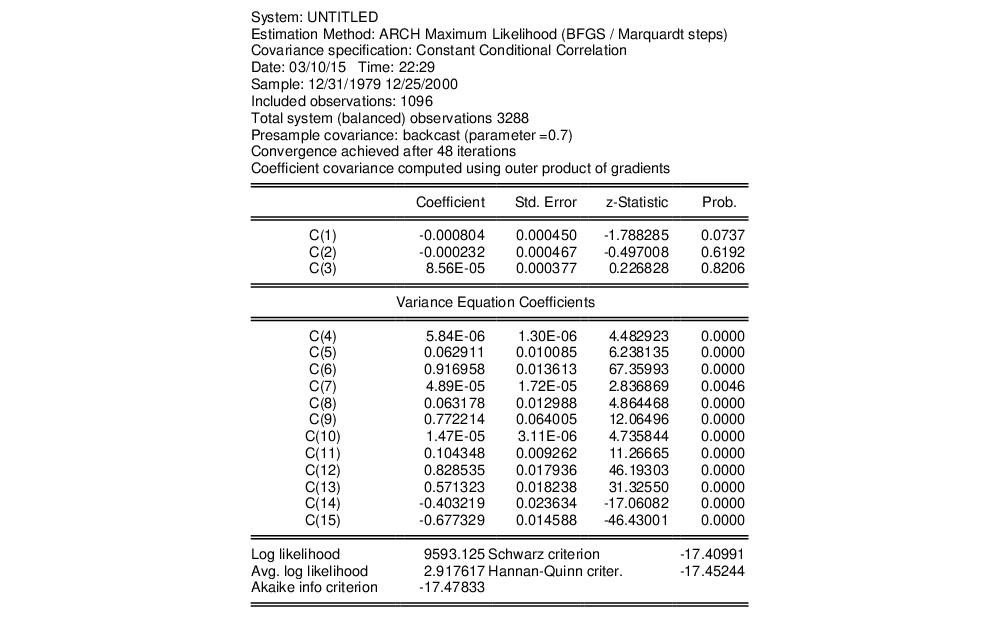 System: UNTITLED
Estimation Method: ARCH Maximum Likelihood (BFGS / Marquardt steps)
Covariance specification: Constant Conditional Correlation
Date: 03/10/15 Time: 22:29
Sample: 12/31/1979 12/25/2000
Included observations: 1096
Total system (balanced) observations 3288
Presample covariance: backcast (parameter =0.7)
Convergence achieved after 48 iterations
Coefficient covariance computed using outer product of gradients
Coefficient Std. Error z-Statistic Prob.
C(1) -0.000804 0.000450 -1.788285 0.0737
C(2) -0.000232 0.000467 -0.497008 0.6192
C(3) 8.56E-05 0.000377 0.226828 0.8206
Variance Equation Coefficients
C(4) 5.84E-06 1.30E-06 4.482923 0.0000
C(5) 0.062911 0.010085 6.238135 0.0000
C(6) 0.916958 0.013613 67.35993 0.0000
C(7) 4.89E-05 1.72E-05 2.836869 0.0046
C(8) 0.063178 0.012988 4.864468 0.0000
C(9) 0.772214 0.064005 12.06496 0.0000
C(10) 1.47E-05 3.11E-06 4.735844 0.0000
C(11) 0.104348 0.009262 11.26665 0.0000
C(12) 0.828535 0.017936 46.19303 0.0000
C(13) 0.571323 0.018238 31.32550 0.0000
C(14) -0.403219 0.023634 -17.06082 0.0000
C(15) -0.677329 0.014588 -46.43001 0.0000
Log likelihood 9593.125 Schwarz criterion -17.40991
Avg. log likelihood 2.917617 Hannan-Quinn criter. -17.45244
Akaike info criterion -17.47833